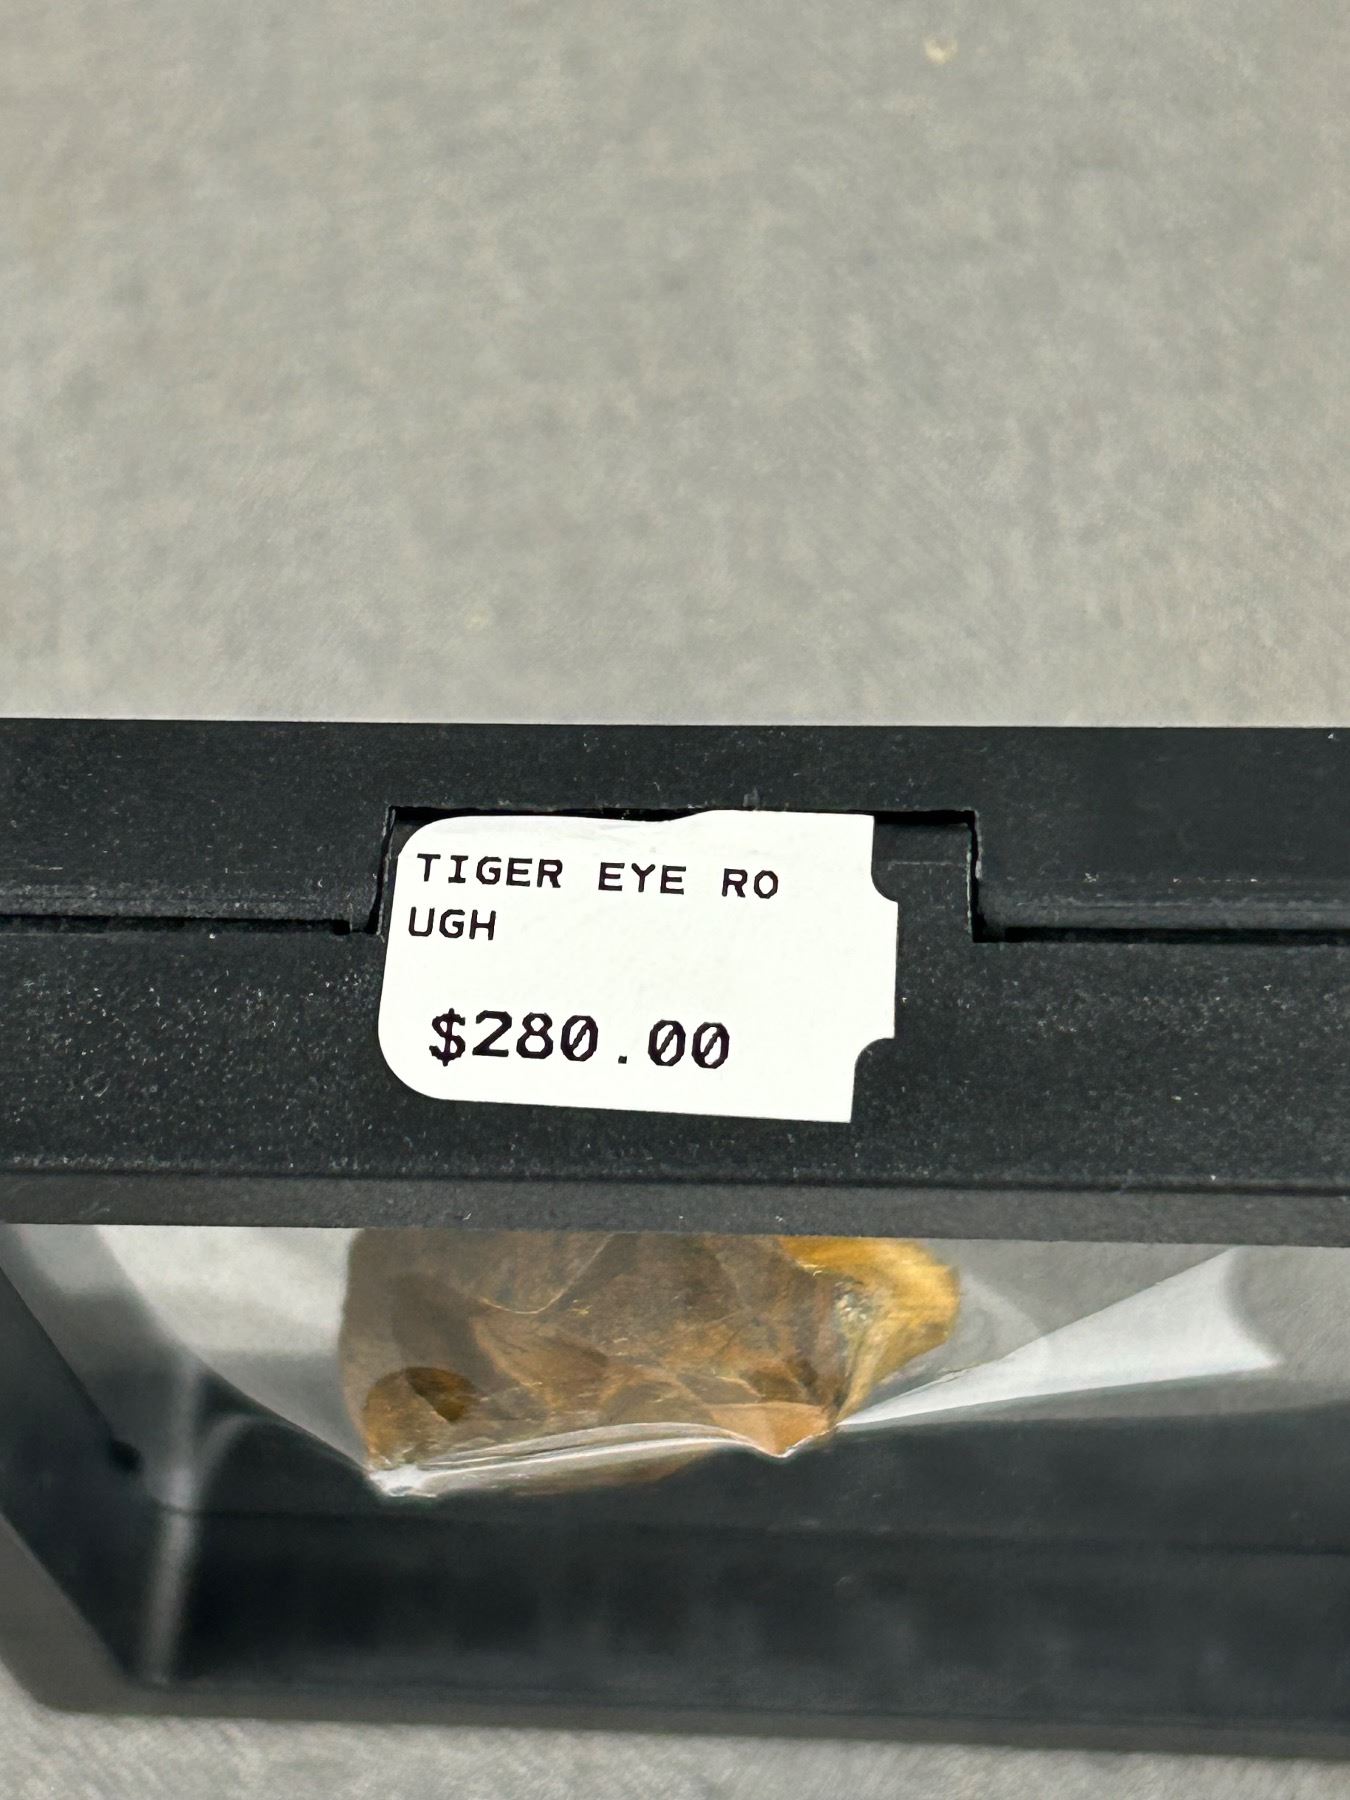 TIGER EYE RO
UGH
$280.00